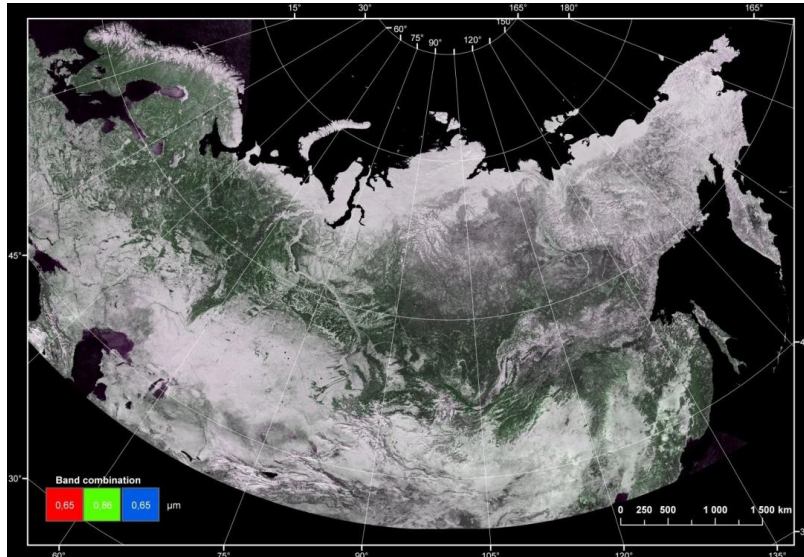 15° 30° 165° 180° 165°
60° 75° 90° 120° 150°
45°
30°
Band combination
0,65 0,86 0,65 μm
0 250 500 1 000 1 500 km
60° 75° 90° 105° 120° 135°